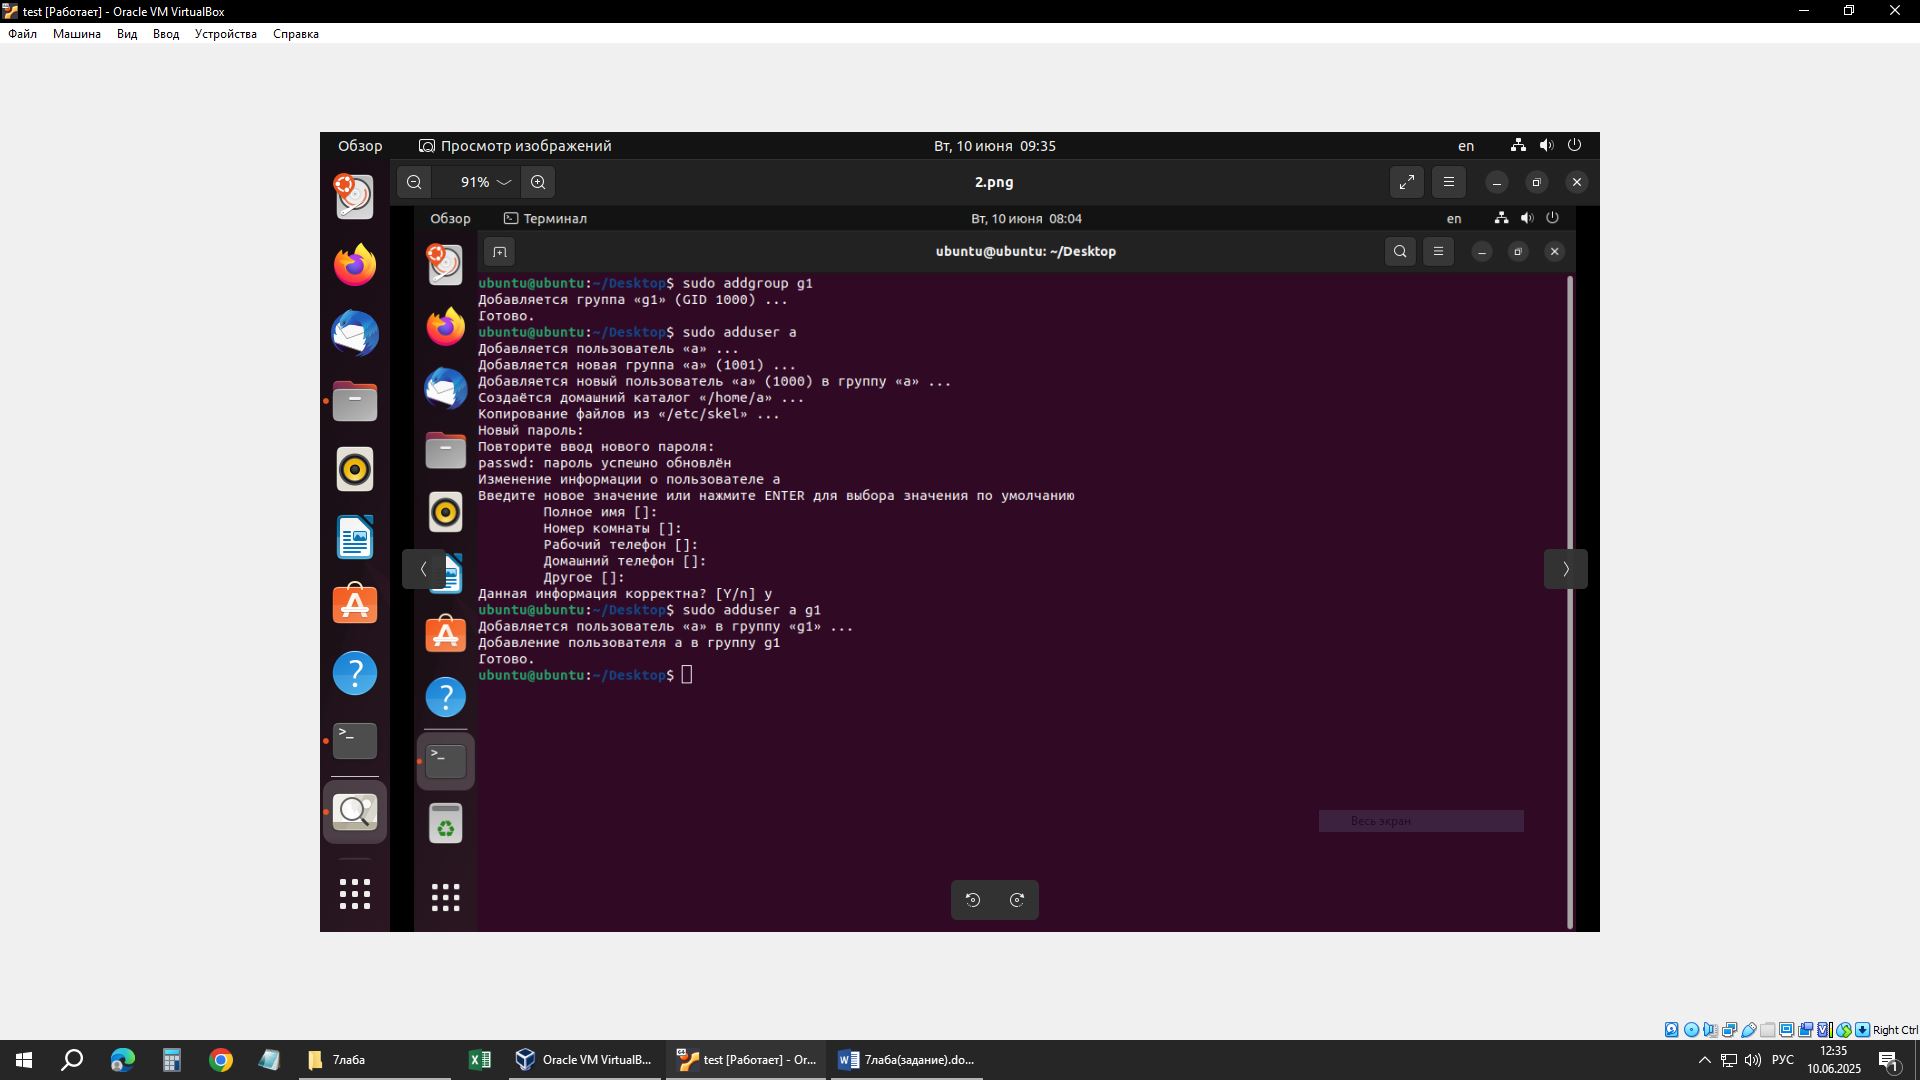 test [Работает] - Oracle VM VirtualBox
Файл Машина Вид Ввод Устройства Справка
Обзор Просмотр изображений Вт, 10 июня 09:35 en
91% 2.png
Обзор Терминал Вт, 10 июня 08:04 en
ubuntu@ubuntu: ~/Desktop
ubuntu@ubuntu:~/Desktop$ sudo addgroup g1
Добавляется группа «g1» (GID 1000) ...
Готово.
ubuntu@ubuntu:~/Desktop$ sudo adduser a
Добавляется пользователь «a» ...
Добавляется новая группа «a» (1001) ...
Добавляется новый пользователь «a» (1000) в группу «a» ...
Создаётся домашний каталог «/home/a» ...
Копирование файлов из «/etc/skel» ...
Новый пароль:
Повторите ввод нового пароля:
passwd: пароль успешно обновлён
Изменение информации о пользователе a
Введите новое значение или нажмите ENTER для выбора значения по умолчанию
Полное имя []:
Номер комнаты []:
Рабочий телефон []:
Домашний телефон []:
Другое []:
Данная информация корректна? [Y/n] y
ubuntu@ubuntu:~/Desktop$ sudo adduser a g1
Добавляется пользователь «a» в группу «g1» ...
Добавление пользователя a в группу g1
Готово.
ubuntu@ubuntu:~/Desktop$
Весь экран
Right Ctrl
7лаба Oracle VM VirtualB... test [Работает] - Or... 7лаба(задание).do... РУС 12:35
10.06.2025 1